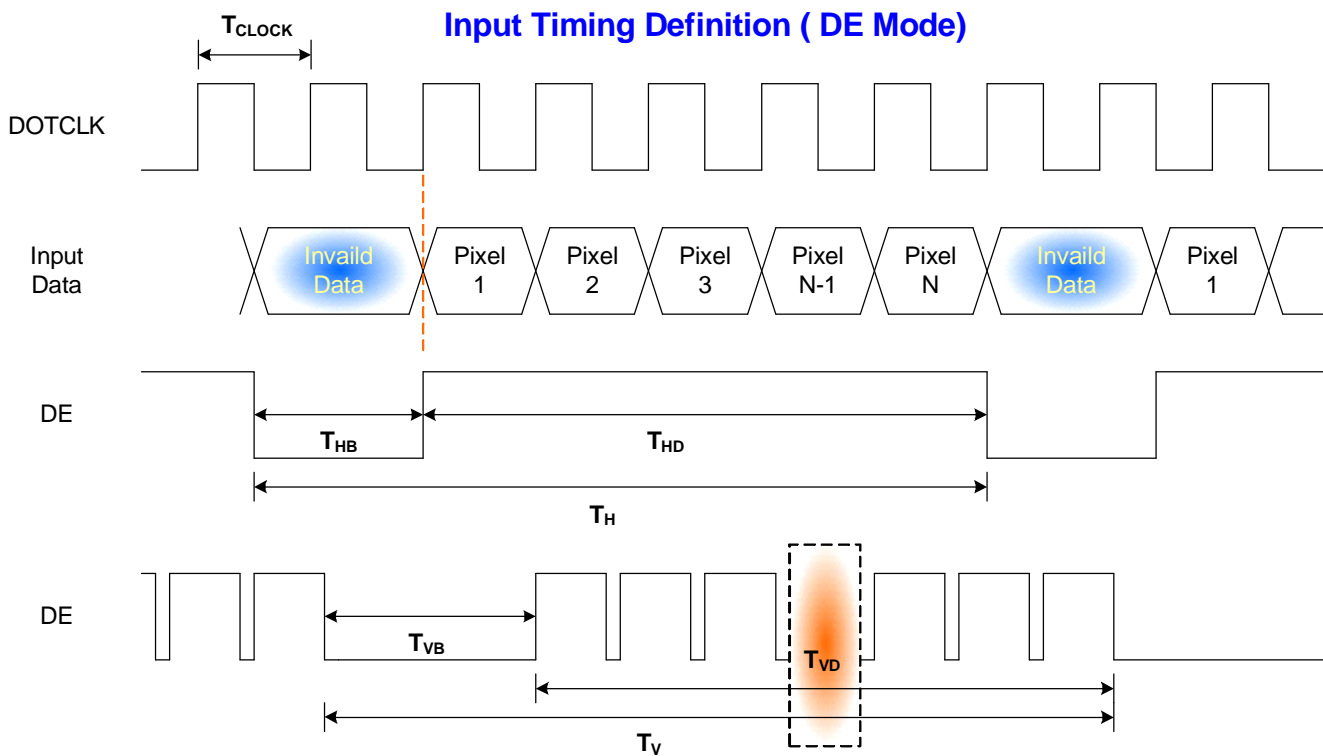 Input Timing Definition ( DE Mode)
TCLOCK
DOTCLK
Input
Data
Invaild
Data
Pixel
1
Pixel
2
Pixel
3
Pixel
N-1
Pixel
N
Invaild
Data
Pixel
1
DE
THB
THD
TH
DE
TVB
TVD
TV